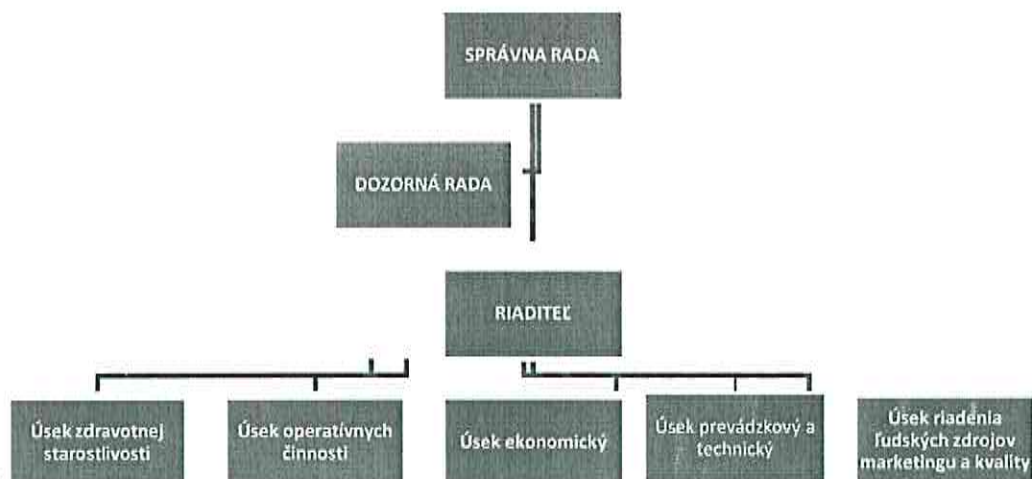 SPRÁVNA RADA
DOZORNÁ RADA
RIADITEĽ
Úsek zdravotnej
starostlivosti
Úsek operatívnych
činnosti
Úsek ekonomický
Úsek prevádzkový a
technický
Úsek riadenia
ľudských zdrojov
marketingu a kvality